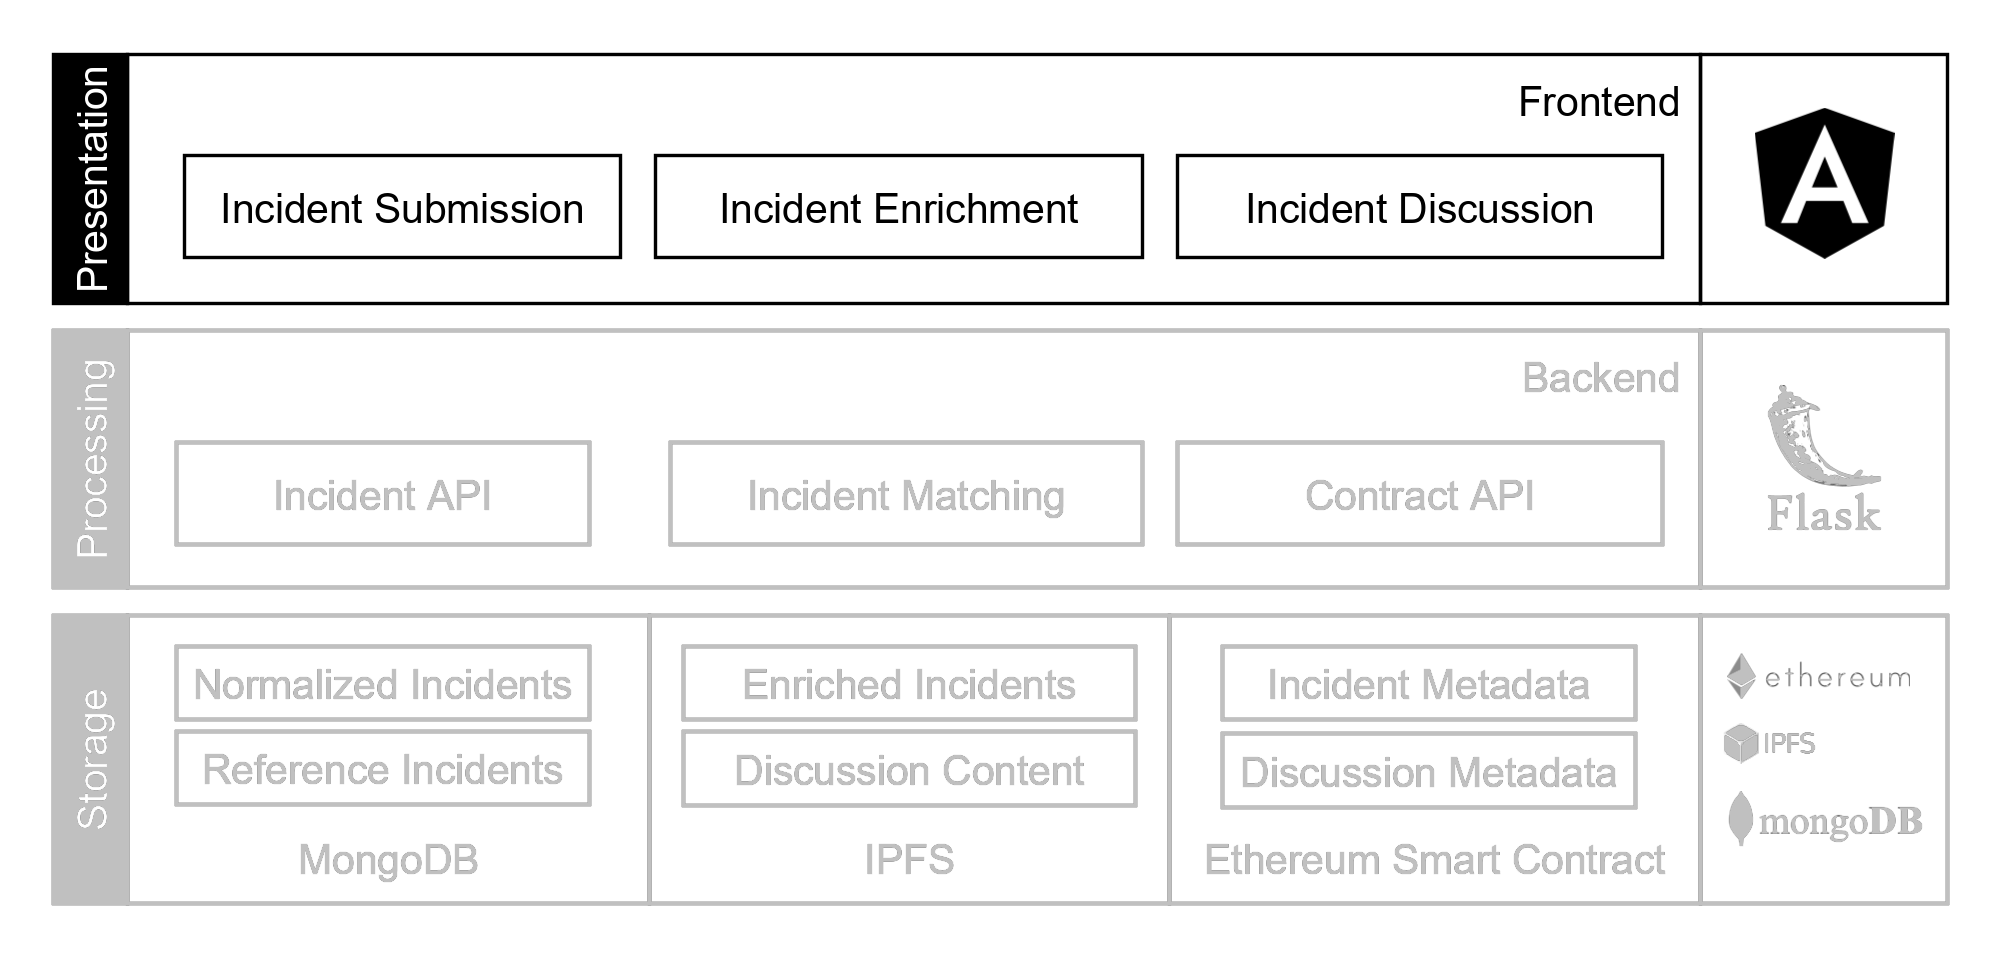 Presentation
Frontend
Incident Submission
Incident Enrichment
Incident Discussion
A
Processing
Backend
Incident API
Incident Matching
Contract API
Flask
Storage
Normalized Incidents
Reference Incidents
MongoDB
Enriched Incidents
Discussion Content
IPFS
Incident Metadata
Discussion Metadata
Ethereum Smart Contract
ethereum
IPFS
mongoDB